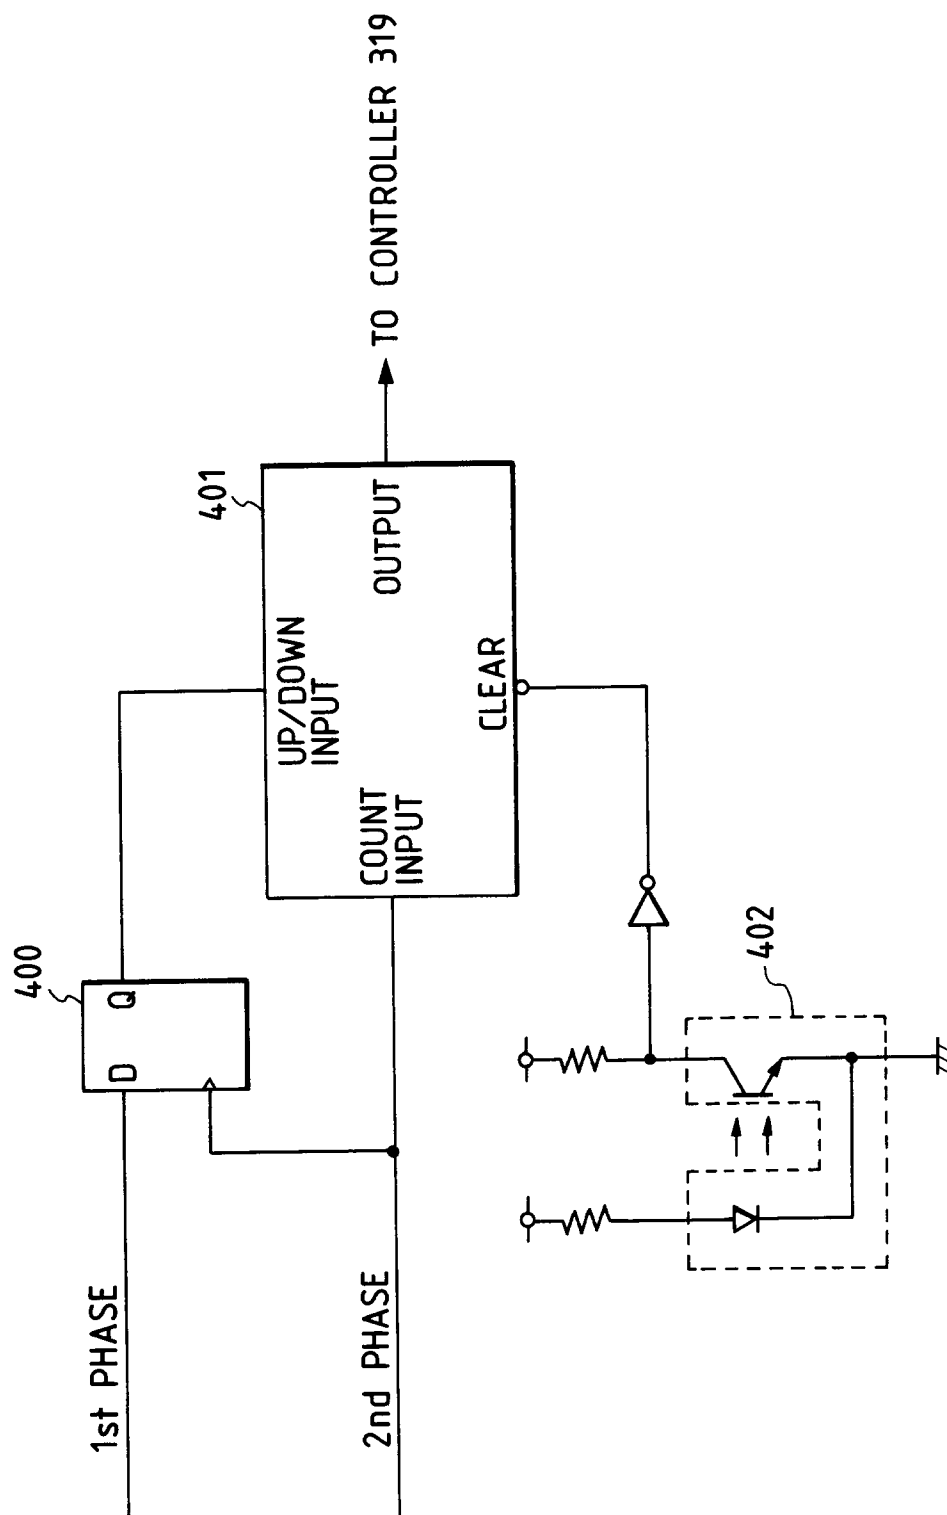 400
1st PHASE
D
Q
401
UP/DOWN
INPUT
COUNT
INPUT
OUTPUT
TO CONTROLLER 319
2nd PHASE
CLEAR
402